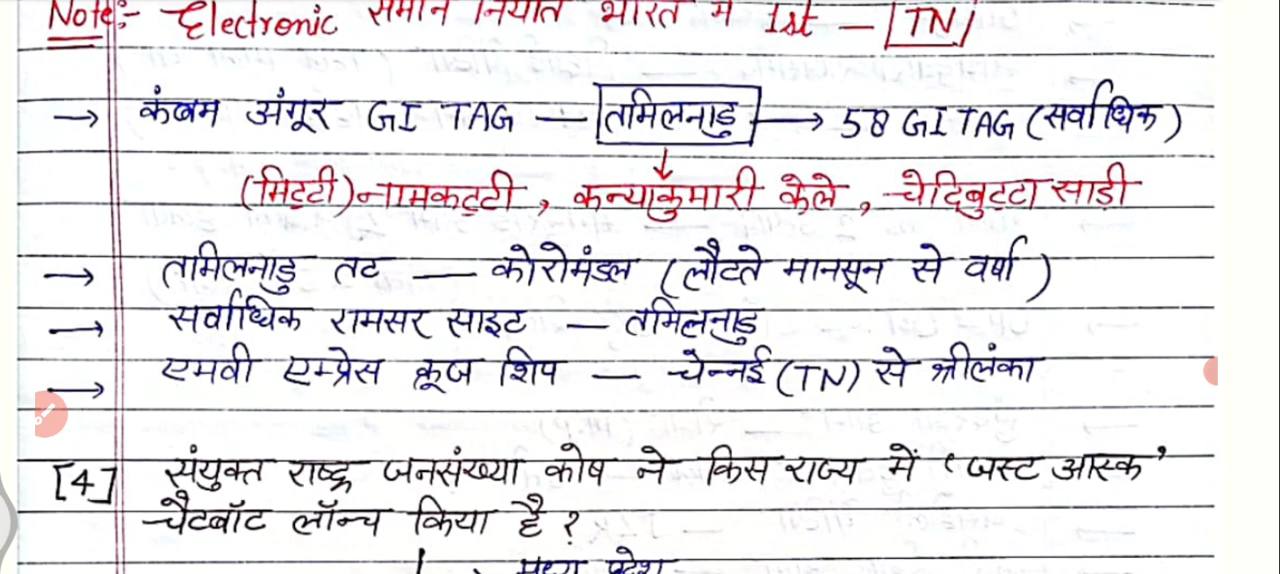 Note:- Electronic समान निर्यात भारत में 1st — TN
→ कंबम अंगूर GI TAG — तमिलनाडु → 58 GI TAG (सर्वाधिक)
↓
(मिट्टी) नामकट्टी, कन्याकुमारी केले, चेदिबुट्टा साड़ी
→ तमिलनाडु तट — कोरोमंडल (लौटते मानसून से वर्षा)
→ सर्वाधिक रामसर साइट — तमिलनाडु
→ एमवी एम्प्रेस क्रूज शिप — चेन्नई (TN) से श्रीलंका
[4] संयुक्त राष्ट्र जनसंख्या कोष ने किस राज्य में 'जस्ट आस्क'
चैटबॉट लॉन्च किया है?
मध्य प्रदेश